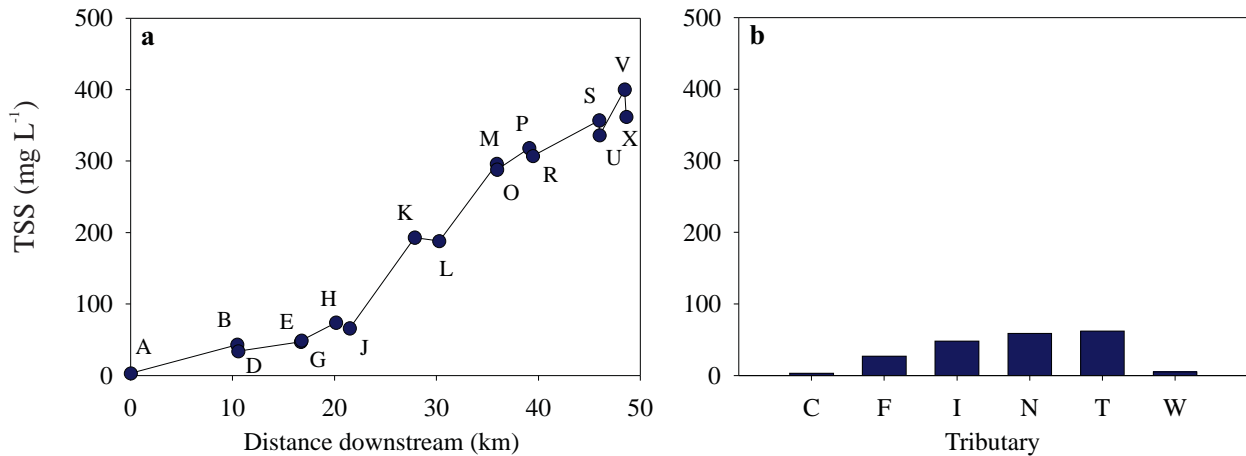 TSS (mg L⁻¹)
a
500
400
300
200
100
0
A
B
D
E
G
H
J
K
L
M
O
P
R
S
U
V
X
0 10 20 30 40 50
Distance downstream (km)
b
500
400
300
200
100
0
C F I N T W
Tributary